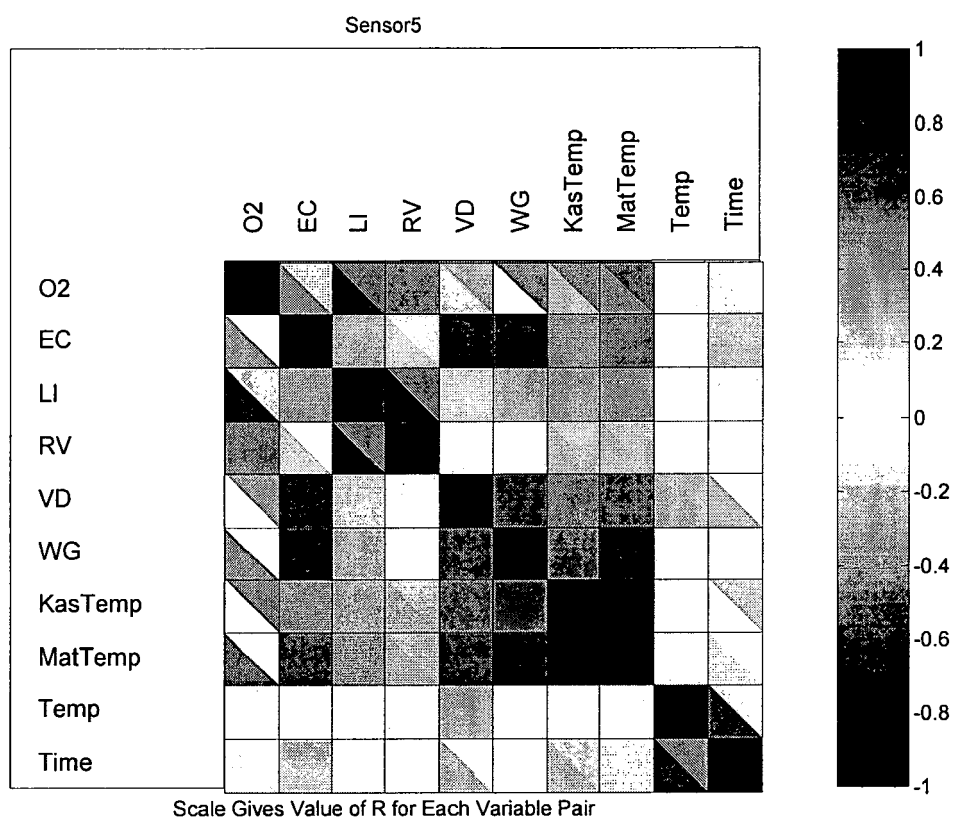 Sensor5
O2 EC LI RV VD WG KasTemp MatTemp Temp Time
O2
EC
LI
RV
VD
WG
KasTemp
MatTemp
Temp
Time
1
0.8
0.6
0.4
0.2
0
-0.2
-0.4
-0.6
-0.8
-1
Scale Gives Value of R for Each Variable Pair